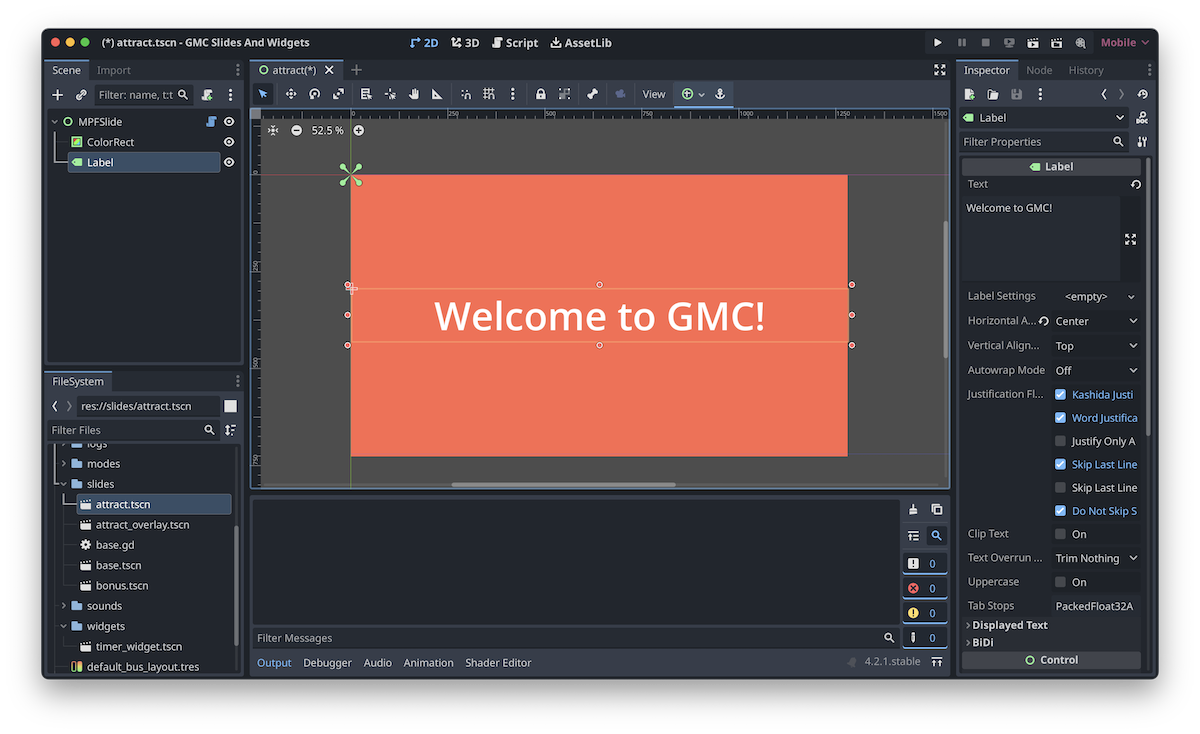 (*) attract.tscn - GMC Slides And Widgets
2D 3D Script AssetLib
Mobile
Scene Import
Filter: name, t:t
MPFSlide
ColorRect
Label
FileSystem
res://slides/attract.tscn
Filter Files
logs
modes
slides
attract.tscn
attract_overlay.tscn
base.gd
base.tscn
bonus.tscn
sounds
widgets
timer_widget.tscn
default_bus_layout.tres
attract(*)
View
0 250 500 750 1000 1250 1500
52.5 %
0
250
500
750
Welcome to GMC!
0
0
0
0
Filter Messages
Output Debugger Audio Animation Shader Editor
4.2.1.stable
Inspector Node History
Label
DOC
Filter Properties
Label
Text
Welcome to GMC!
Label Settings <empty>
Horizontal A... Center
Vertical Align... Top
Autowrap Mode Off
Justification Fl... Kashida Justi
Word Justifica
Justify Only A
Skip Last Line
Skip Last Line
Do Not Skip S
Clip Text On
Text Overrun ... Trim Nothing
Uppercase On
Tab Stops PackedFloat32A
Displayed Text
BiDi
Control